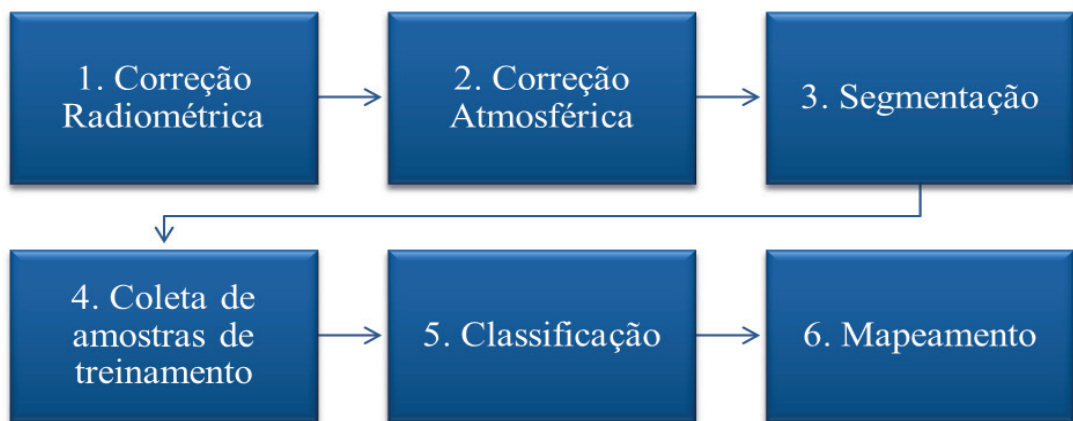 1. Correção
Radiométrica
2. Correção
Atmosférica
3. Segmentação
4. Coleta de
amostras de
treinamento
5. Classificação
6. Mapeamento